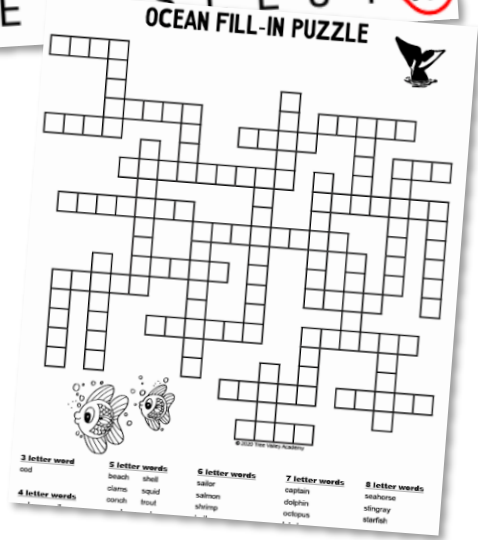 OCEAN FILL-IN PUZZLE
© 2020 Tree Valley Academy
3 letter word
cod
4 letter words
5 letter words
beach shell
clams squid
conch trout
6 letter words
sailor
salmon
shrimp
7 letter words
captain
dolphin
octopus
8 letter words
seahorse
stingray
starfish